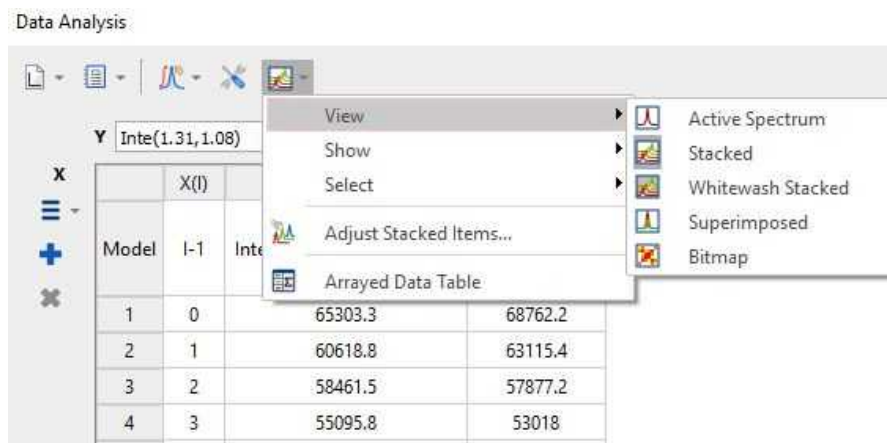 Data Analysis
View
Active Spectrum
Y Inte(1.31,1.08)
Show
Stacked
X
X(I)
Select
Whitewash Stacked
Superimposed
Model I-1
Adjust Stacked Items...
Bitmap
Arrayed Data Table
1 0 65303.3 68762.2
2 1 60618.8 63115.4
3 2 58461.5 57877.2
4 3 55095.8 53018